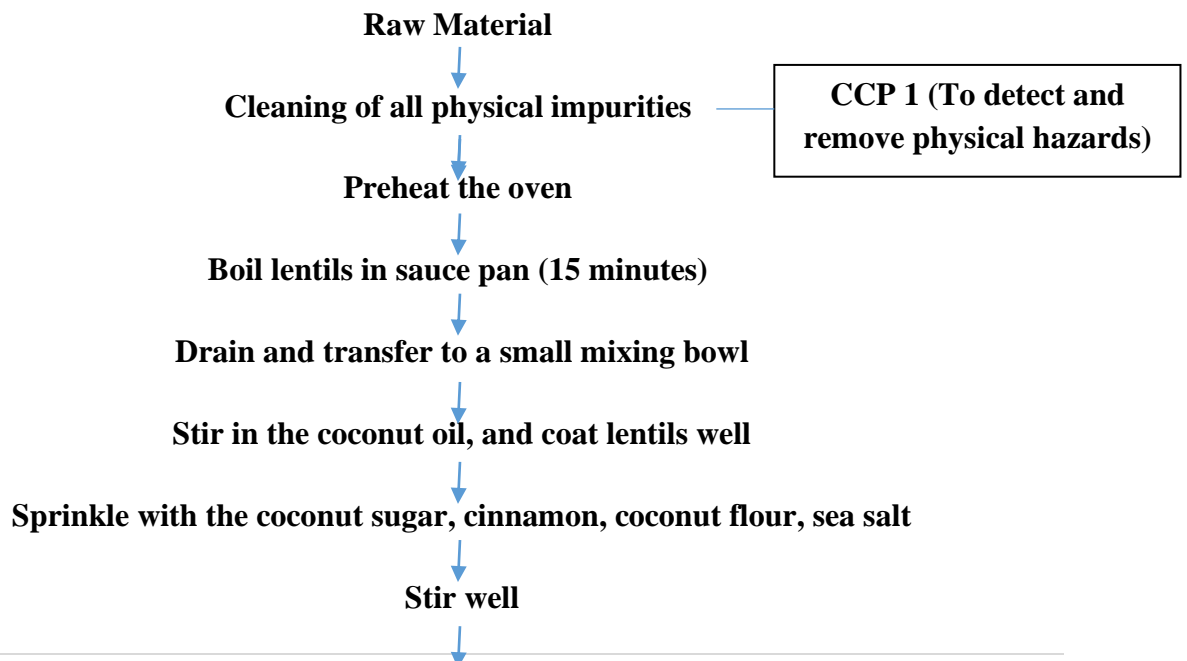 Raw Material
Cleaning of all physical impurities
CCP 1 (To detect and
remove physical hazards)
Preheat the oven
Boil lentils in sauce pan (15 minutes)
Drain and transfer to a small mixing bowl
Stir in the coconut oil, and coat lentils well
Sprinkle with the coconut sugar, cinnamon, coconut flour, sea salt
Stir well